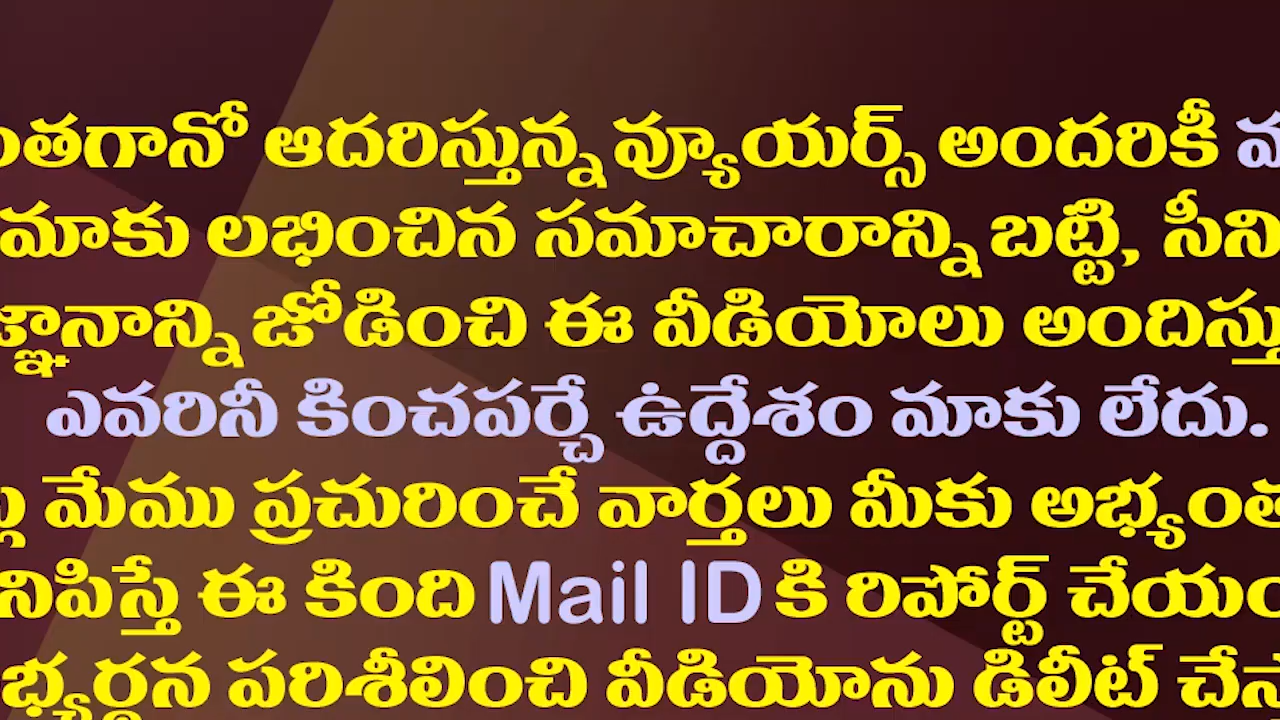 ంతగానో ఆదరిస్తున్న వ్యూయర్స్ అందరికీ
మాకు లభించిన సమాచారాన్ని బట్టి, సీని
జ్ఞానాన్ని జోడించి ఈ వీడియోలు అందిస్తు
ఎవరినీ కించపర్చే ఉద్దేశం మాకు లేదు.
మేము ప్రచురించే వార్తలు మీకు అభ్యంత
నిపిస్తే ఈ కింది Mail ID కి రిపోర్ట్ చేయం
భ్యర్థన పరిశీలించి వీడియోను డిలీట్ చేస